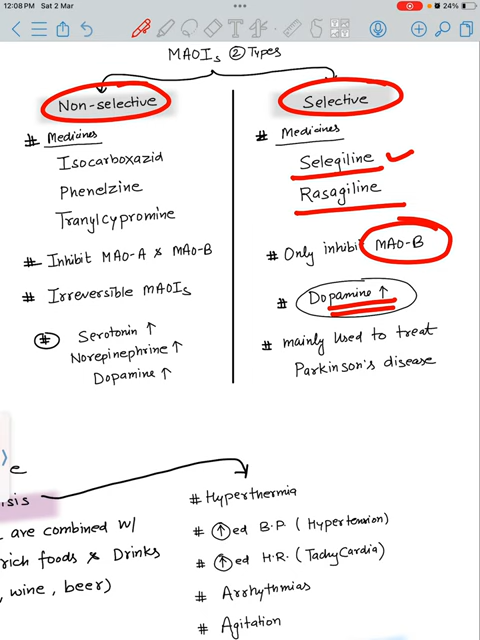 12:08 PM Sat 2 Mar
24%
MAOIs ② Types
Non-selective
# Medicines
Isocarboxazid
Phenelzine
Tranylcypromine
# Inhibit MAO-A & MAO-B
# Irreversible MAOIs
# Serotonin ↑
Norepinephrine ↑
Dopamine ↑
Selective
# Medicines
Selegiline ✓
Rasagiline
# Only inhibit MAO-B
# Dopamine ↑
# mainly used to treat
Parkinson's disease
e
isis
are combined w/
rich foods & Drinks
, wine, beer)
# Hyperthermia
# ↑ed B.P. (Hypertension)
# ↑ed H.R. (Tachycardia)
# Arrhythmias
# Agitation